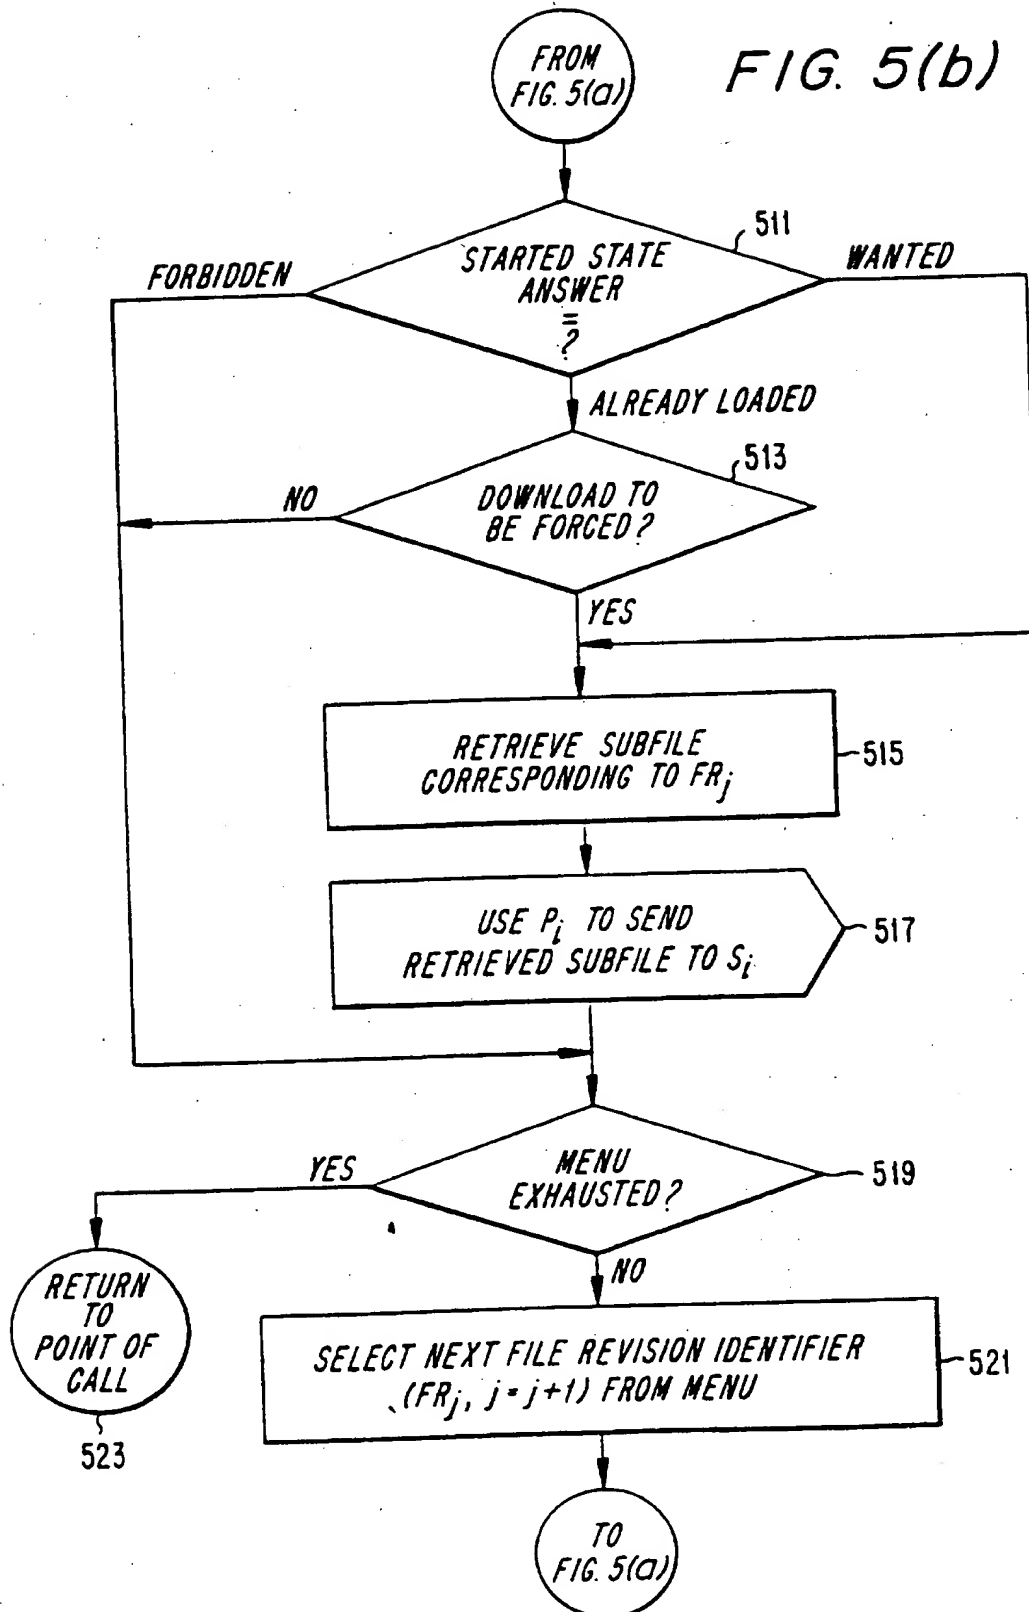 FROM
FIG. 5(a)
FIG. 5(b)
511
STARTED STATE
ANSWER
=
?
FORBIDDEN
WANTED
ALREADY LOADED
513
DOWNLOAD TO
BE FORCED?
NO
YES
RETRIEVE SUBFILE
CORRESPONDING TO FRj
515
USE Pi TO SEND
RETRIEVED SUBFILE TO Si
517
MENU
EXHAUSTED?
519
YES
NO
RETURN
TO
POINT OF
CALL
523
SELECT NEXT FILE REVISION IDENTIFIER
(FRj, j=j+1) FROM MENU
521
TO
FIG. 5(a)